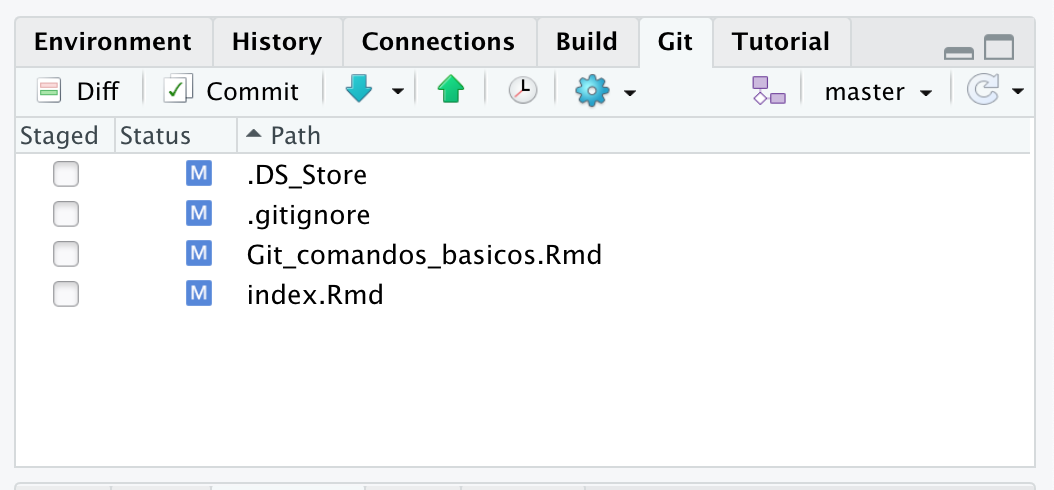 Environment History Connections Build Git Tutorial
Diff Commit master
Staged Status Path
M .DS_Store
M .gitignore
M Git_comandos_basicos.Rmd
M index.Rmd